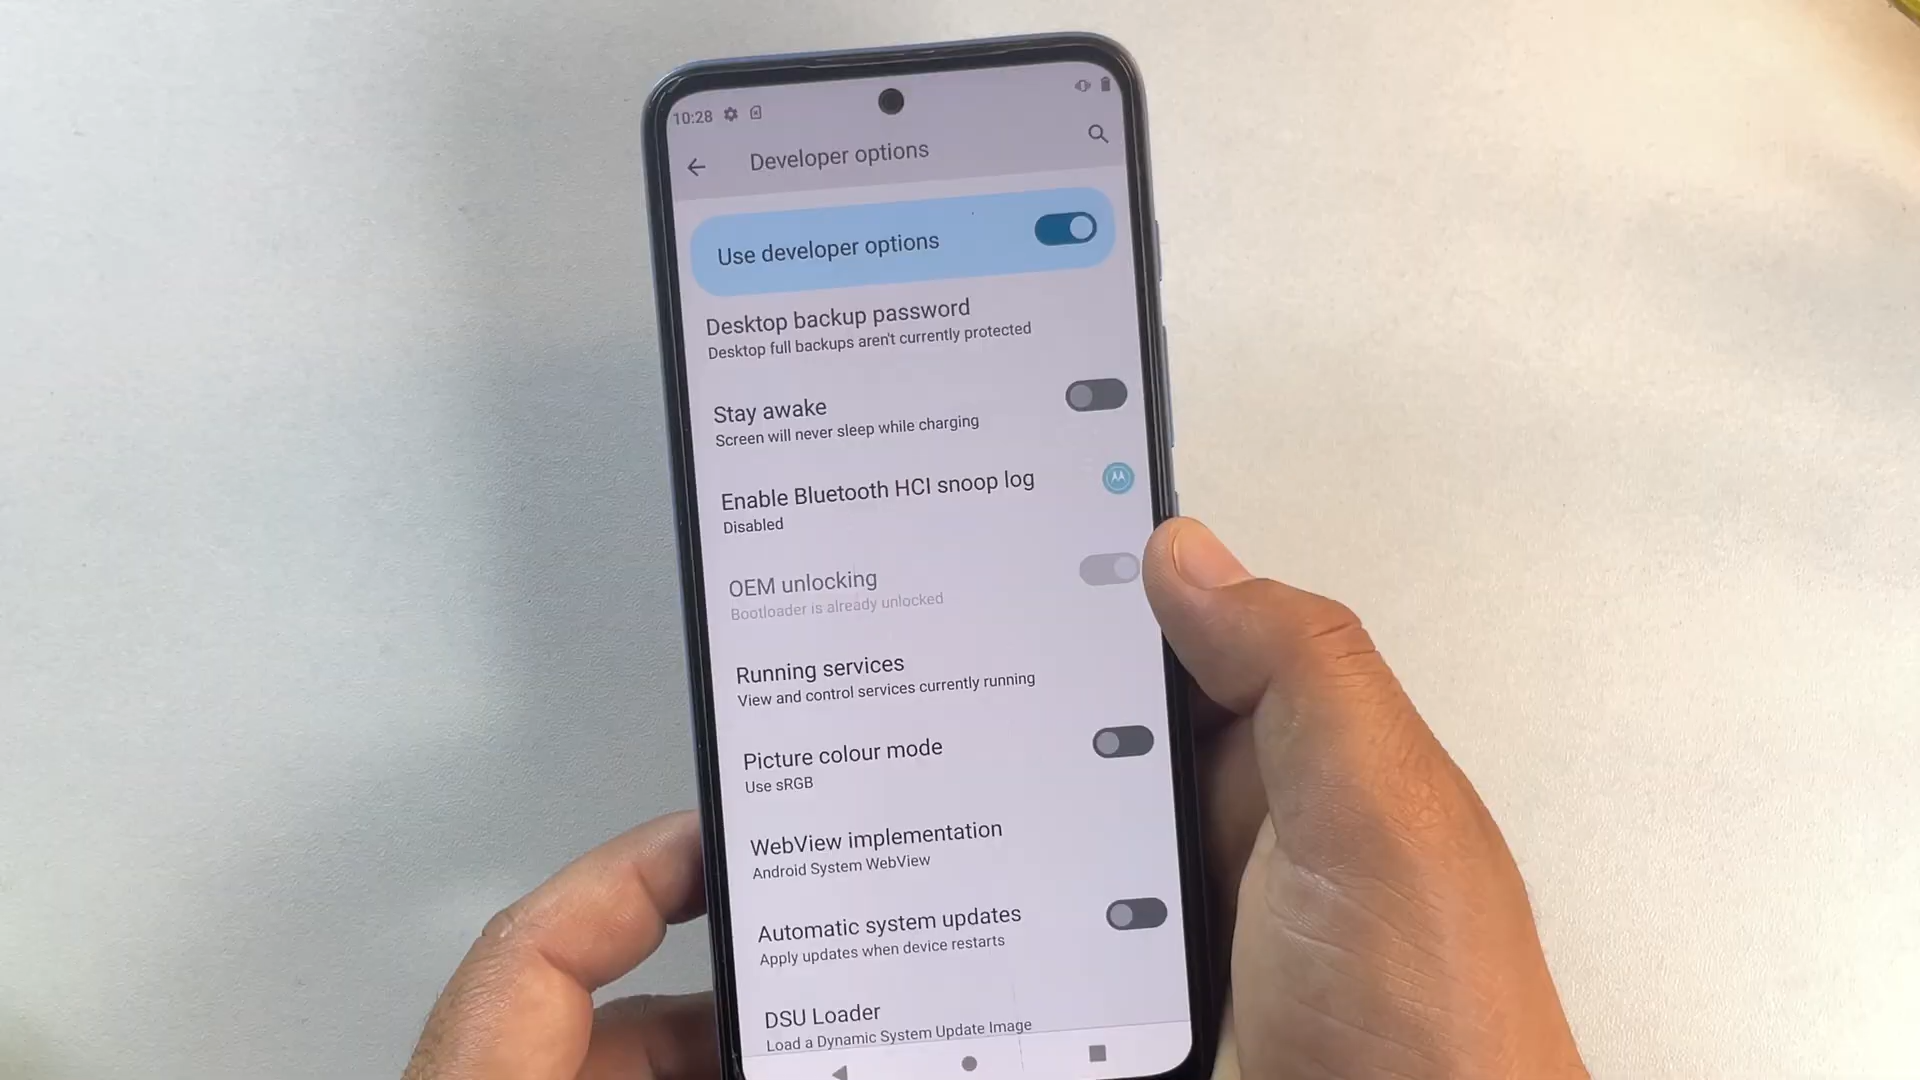 10:28
Developer options
Use developer options
Desktop backup password
Desktop full backups aren't currently protected
Stay awake
Screen will never sleep while charging
Enable Bluetooth HCI snoop log
Disabled
OEM unlocking
Bootloader is already unlocked
Running services
View and control services currently running
Picture colour mode
Use sRGB
WebView implementation
Android System WebView
Automatic system updates
Apply updates when device restarts
DSU Loader
Load a Dynamic System Update Image